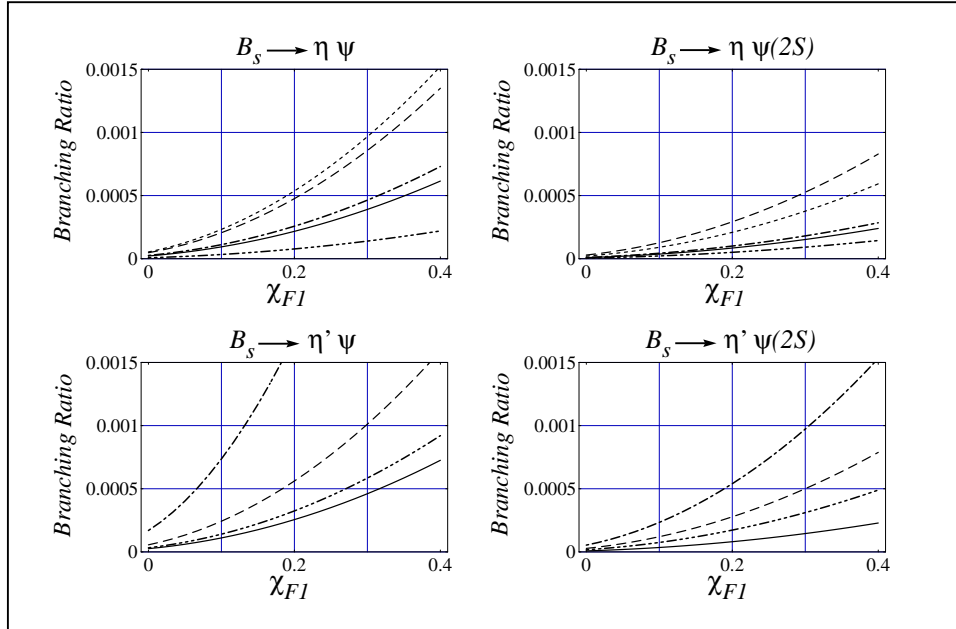 B_s → η ψ
Branching Ratio
0.0015
0.001
0.0005
0
0
0.2
0.4
χ_F1
B_s → η ψ(2S)
Branching Ratio
0.0015
0.001
0.0005
0
0
0.2
0.4
χ_F1
B_s → η’ ψ
Branching Ratio
0.0015
0.001
0.0005
0
0
0.2
0.4
χ_F1
B_s → η’ ψ(2S)
Branching Ratio
0.0015
0.001
0.0005
0
0
0.2
0.4
χ_F1